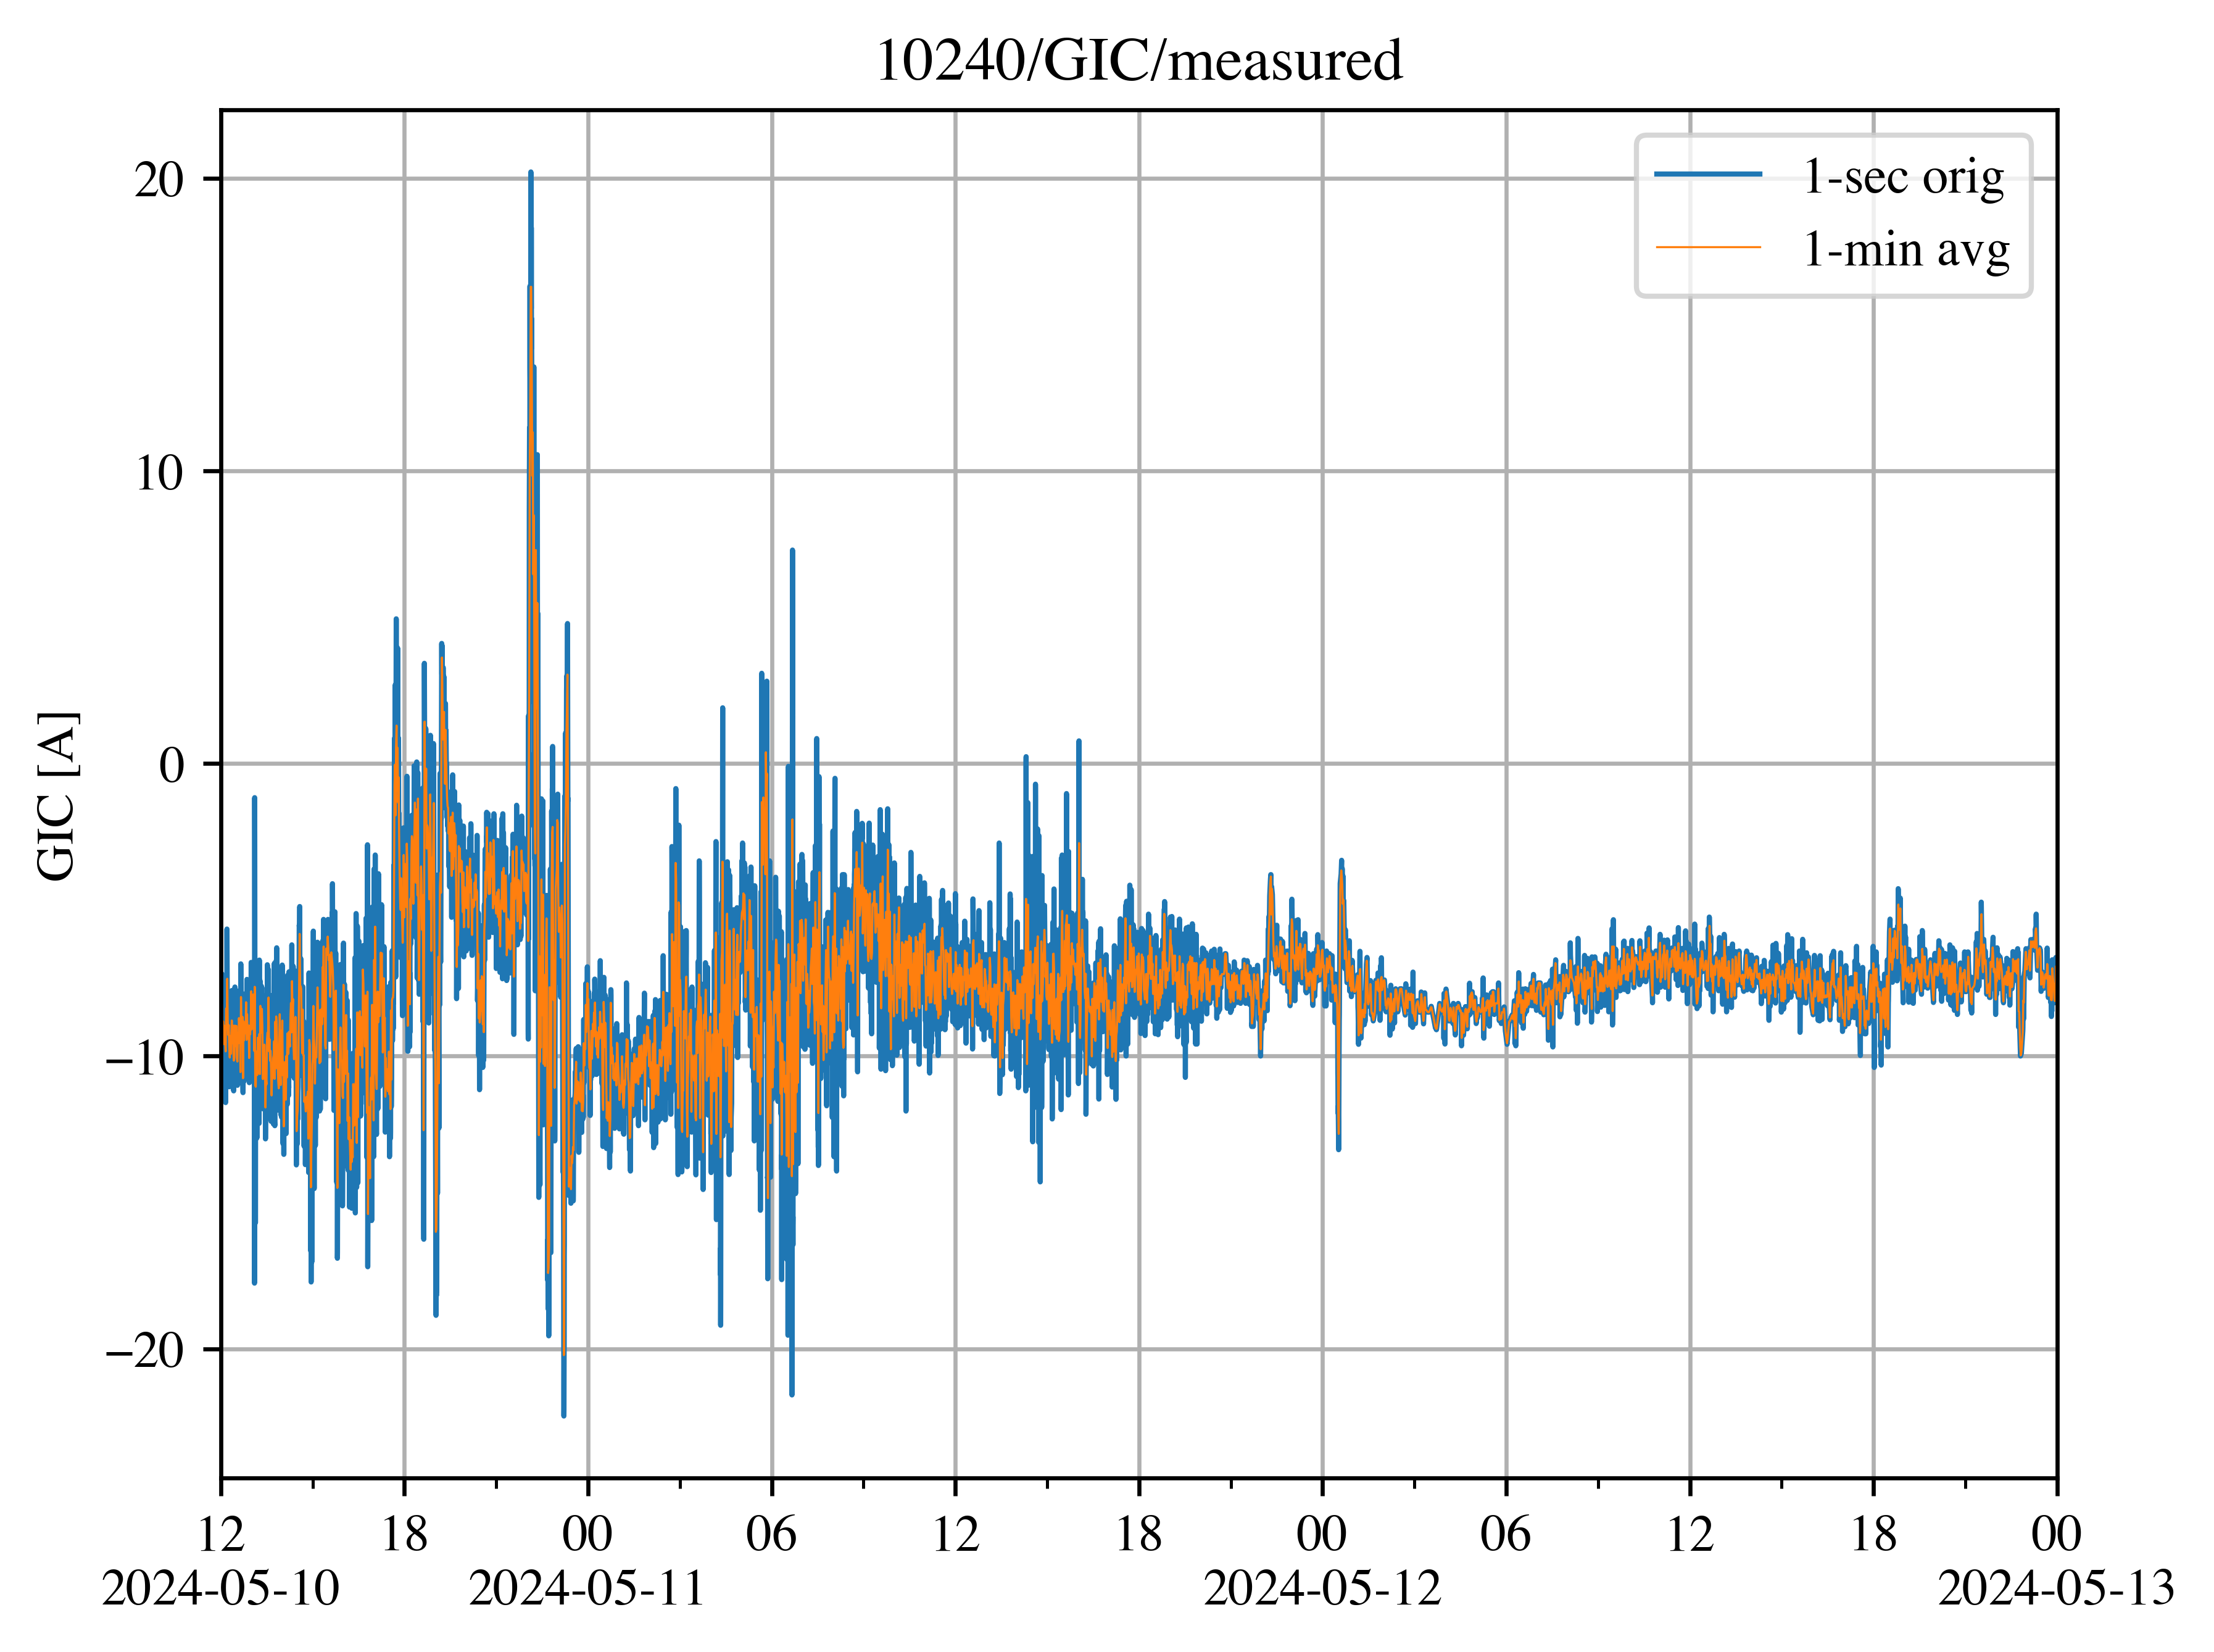 10240/GIC/measured
1-sec orig
1-min avg
GIC [A]
20
10
0
−10
−20
12 18 00 06 12 18 00 06 12 18 00
2024-05-10 2024-05-11 2024-05-12 2024-05-13